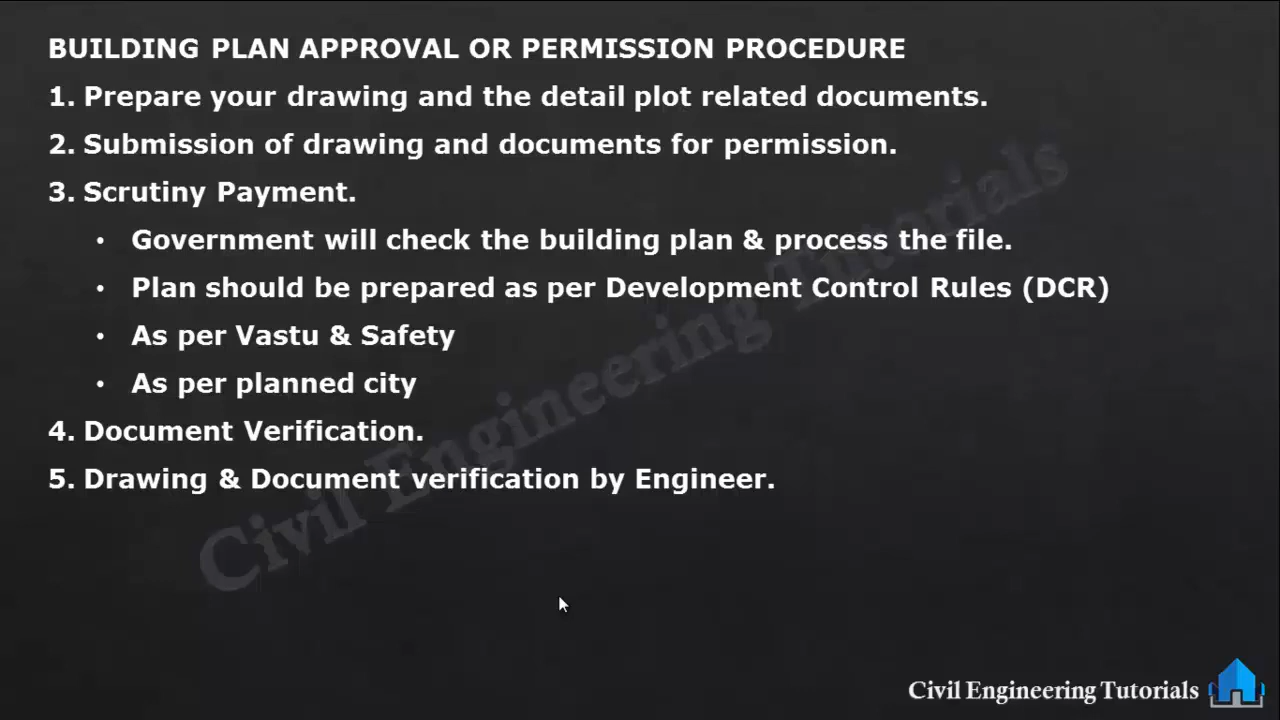 BUILDING PLAN APPROVAL OR PERMISSION PROCEDURE
1. Prepare your drawing and the detail plot related documents.
2. Submission of drawing and documents for permission.
3. Scrutiny Payment.
• Government will check the building plan & process the file.
• Plan should be prepared as per Development Control Rules (DCR)
• As per Vastu & Safety
• As per planned city
4. Document Verification.
5. Drawing & Document verification by Engineer.
Civil Engineering Tutorials
Civil Engineering Tutorials